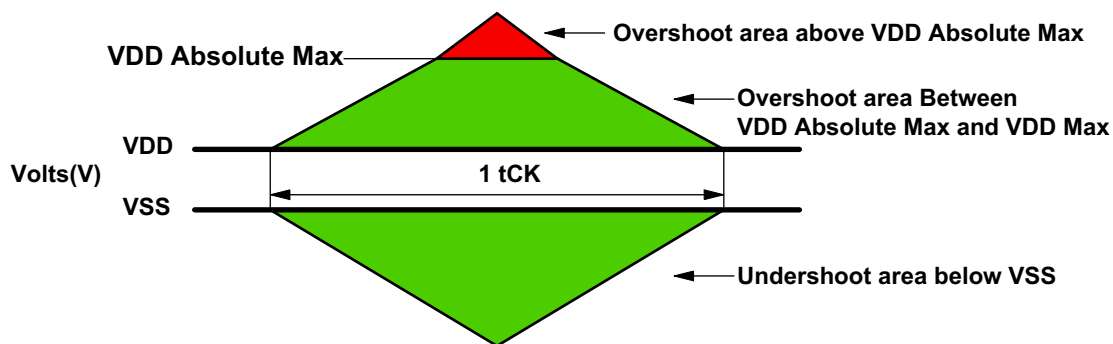 Overshoot area above VDD Absolute Max
VDD Absolute Max
Overshoot area Between
VDD Absolute Max and VDD Max
VDD
Volts(V)
1 tCK
VSS
Undershoot area below VSS